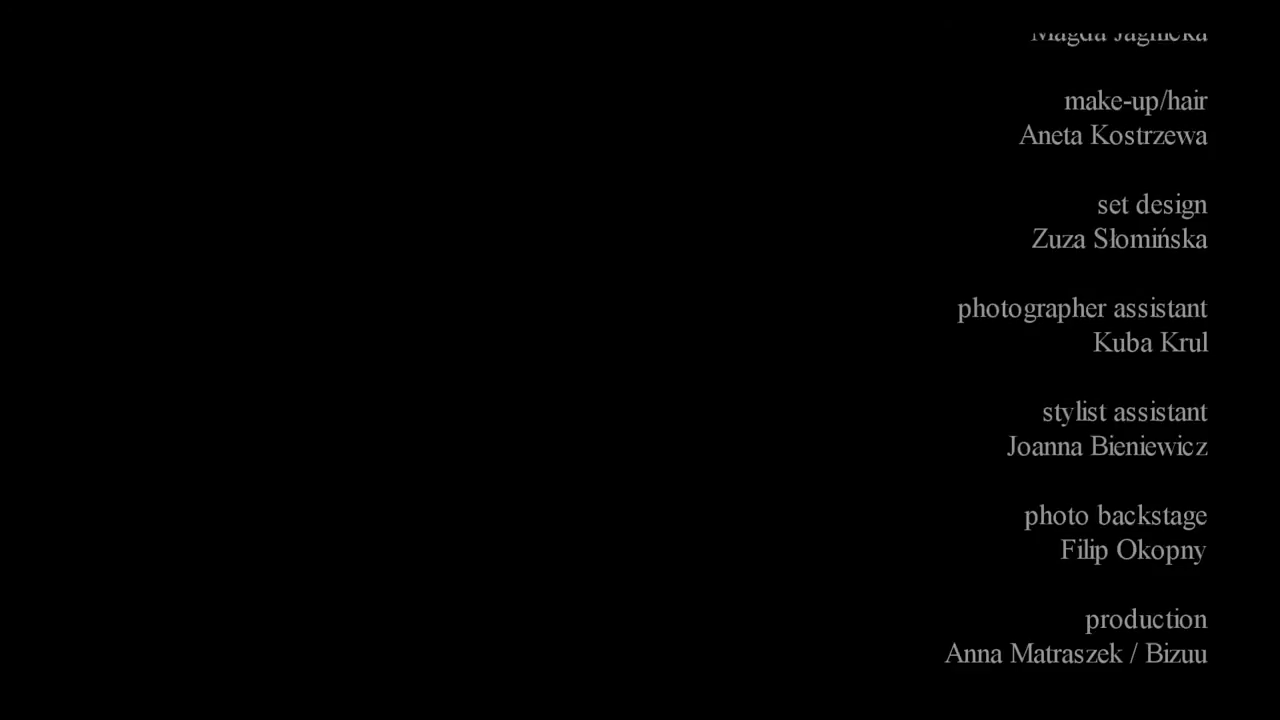 Magda
make-up/hair
Aneta Kostrzewa
set design
Zuza Słomińska
photographer assistant
Kuba Krul
stylist assistant
Joanna Bieniewicz
photo backstage
Filip Okopny
production
Anna Matraszek / Bizuu